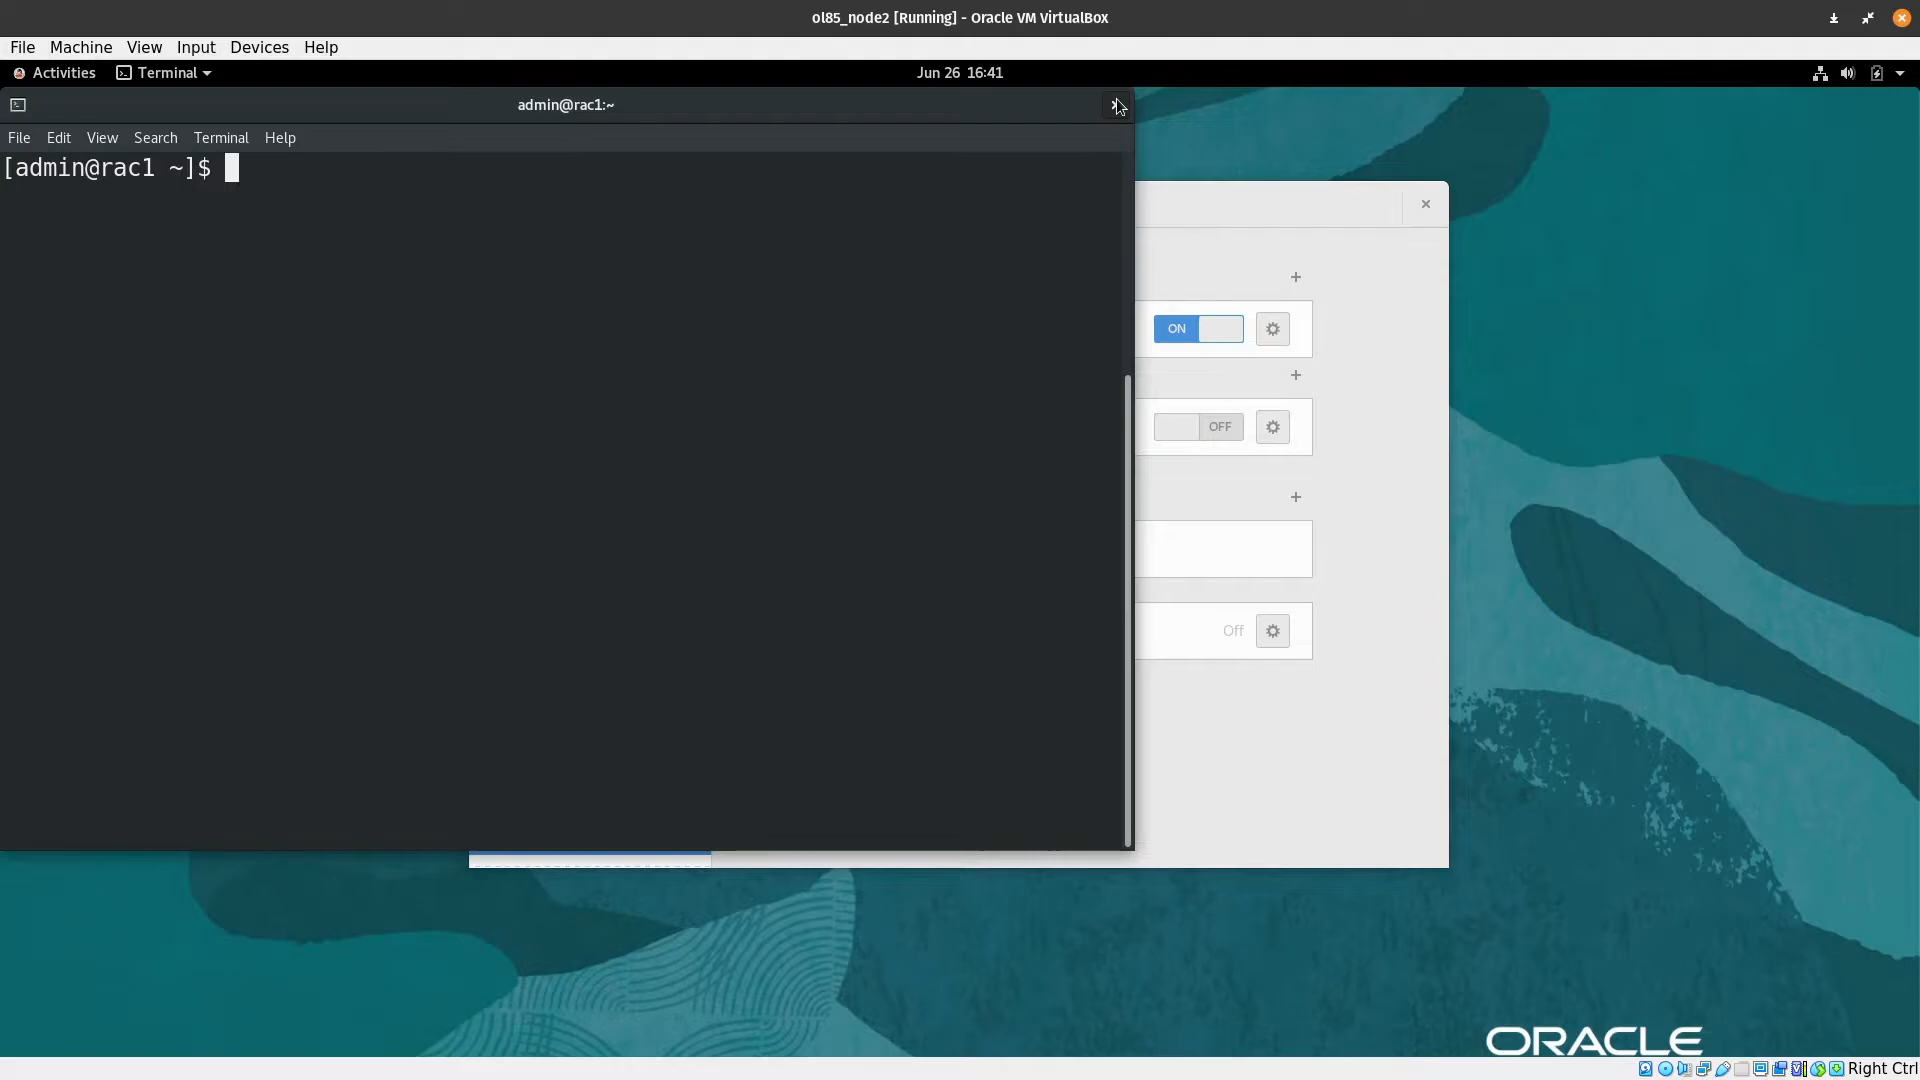 ol85_node2 [Running] - Oracle VM VirtualBox
File Machine View Input Devices Help
Activities Terminal Jun 26 16:41
admin@rac1:~
File Edit View Search Terminal Help
[admin@rac1 ~]$
ON
OFF
Off
ORACLE
Right Ctrl